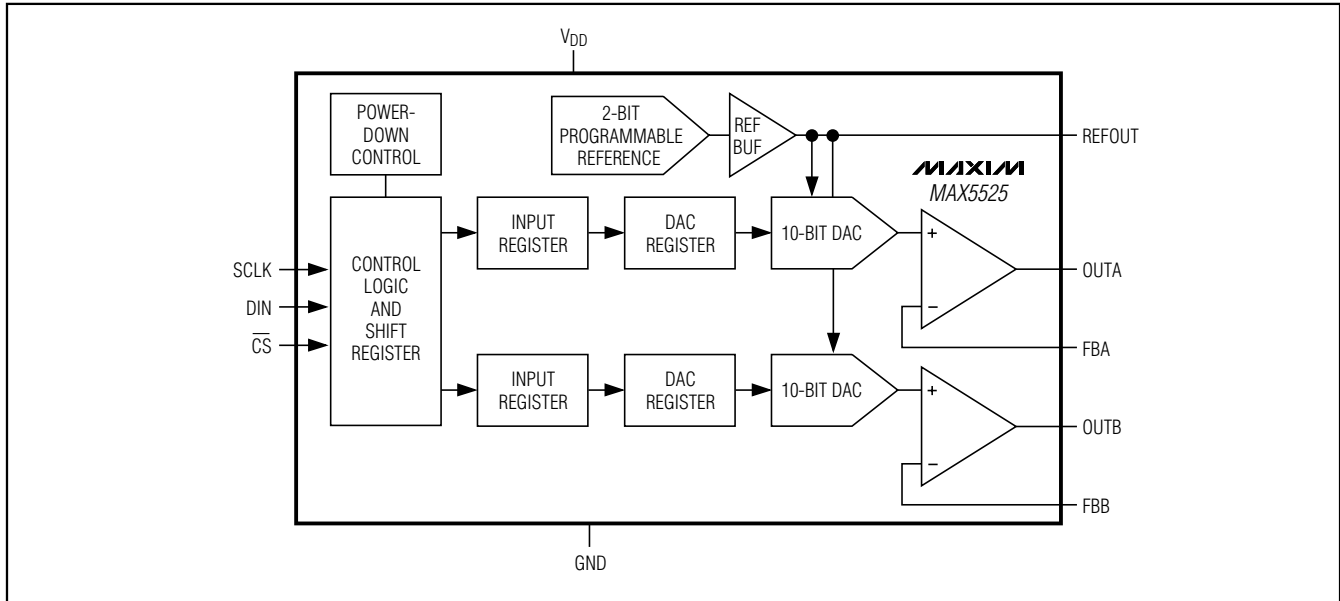 VDD
POWER-
DOWN
CONTROL
2-BIT
PROGRAMMABLE
REFERENCE
REF
BUF
REFOUT
MAXIM
MAX5525
SCLK
DIN
CS
CONTROL
LOGIC
AND
SHIFT
REGISTER
INPUT
REGISTER
DAC
REGISTER
10-BIT DAC
+
−
OUTA
FBA
INPUT
REGISTER
DAC
REGISTER
10-BIT DAC
+
−
OUTB
FBB
GND